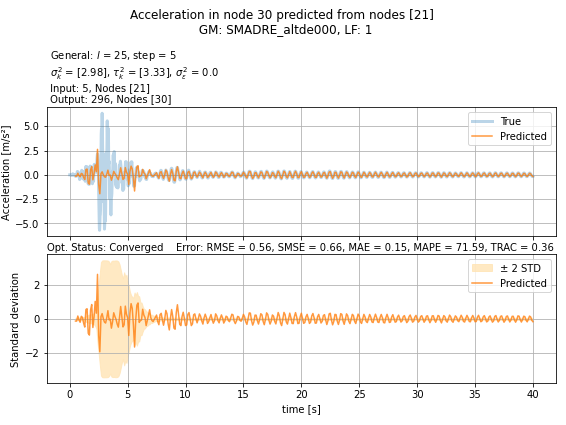 Acceleration in node 30 predicted from nodes [21]
GM: SMADRE_altde000, LF: 1
General: l = 25, step = 5
σ²ₖ = [2.98], τ²ₖ = [3.33], σ²ε = 0.0
Input: 5, Nodes [21]
Output: 296, Nodes [30]
Acceleration [m/s²]
5.0
2.5
0.0
−2.5
−5.0
True
Predicted
Opt. Status: Converged Error: RMSE = 0.56, SMSE = 0.66, MAE = 0.15, MAPE = 71.59, TRAC = 0.36
Standard deviation
2
0
−2
± 2 STD
Predicted
0 5 10 15 20 25 30 35 40
time [s]